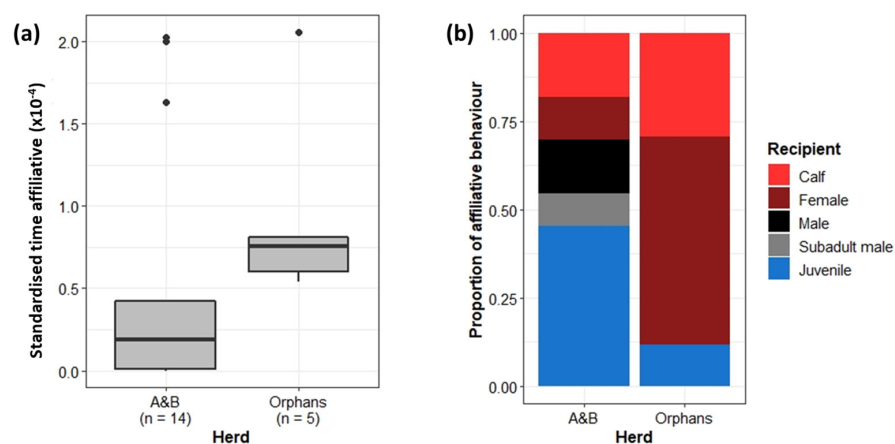 (a)
Standardised time affiliative (x10⁻⁴)
2.0
1.5
1.0
0.5
0.0
A&B
(n = 14)
Orphans
(n = 5)
Herd
(b)
Proportion of affiliative behaviour
1.00
0.75
0.50
0.25
0.00
A&B
Orphans
Herd
Recipient
Calf
Female
Male
Subadult male
Juvenile